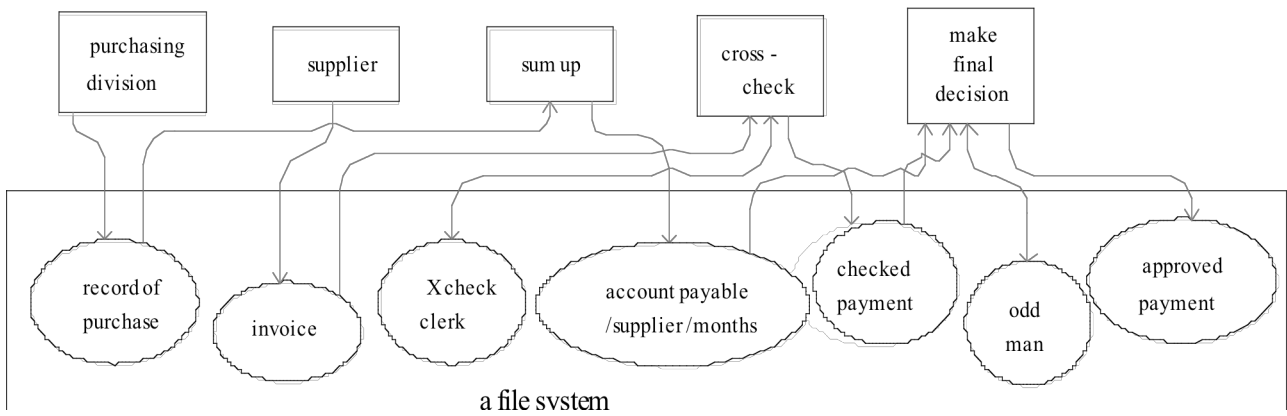 purchasing
division
supplier
sum up
cross -
check
make
final
decision
record of
purchase
invoice
X check
clerk
account payable
/supplier /months
checked
payment
odd
man
approved
payment
a file system